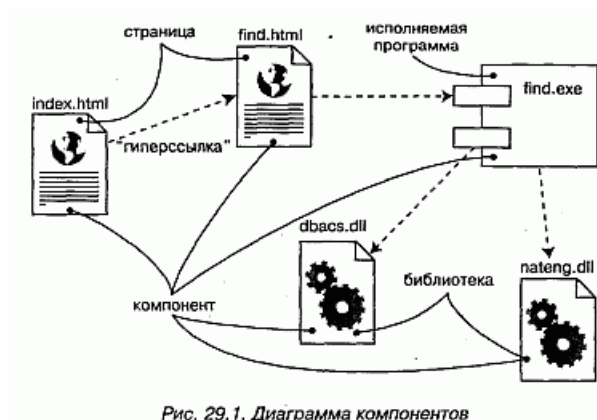 страница
find.html
исполняемая
программа
index.html
find.exe
"гиперссылка"
dbacs.dll
nateng.dll
библиотека
компонент
Рис. 29.1. Диаграмма компонентов